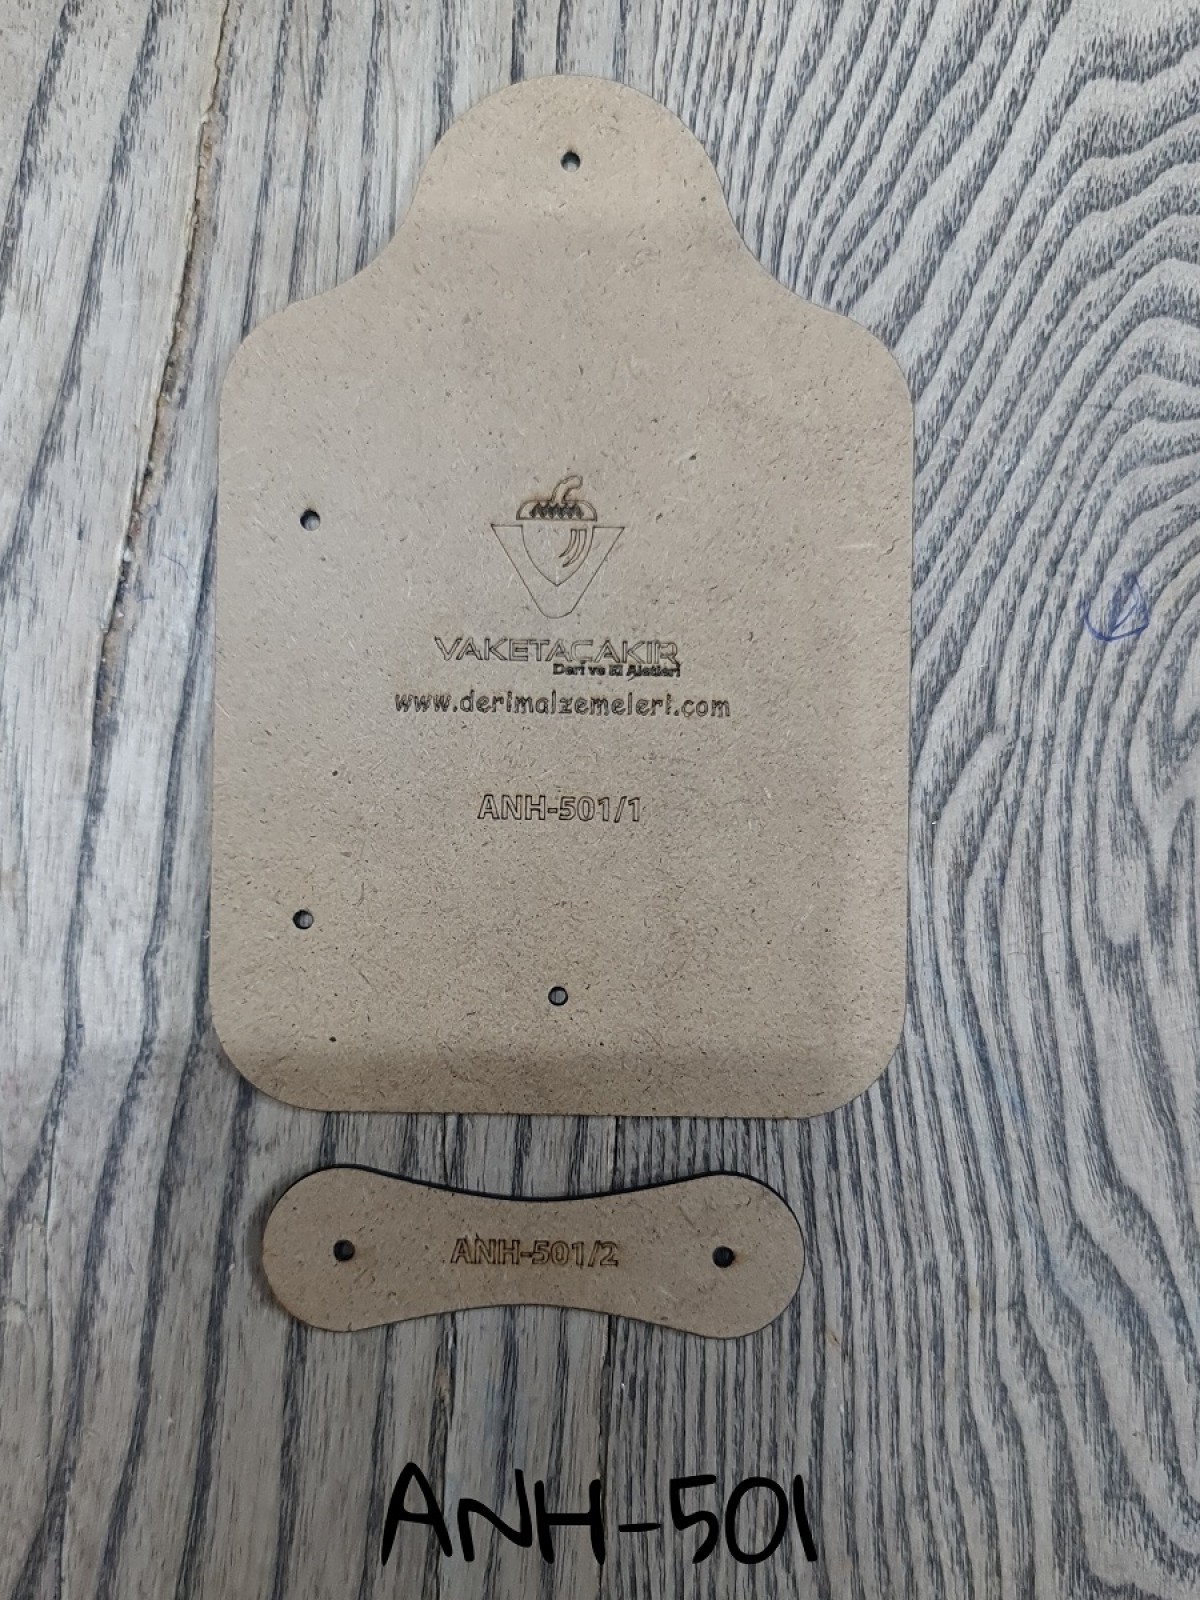 VAKETAÇAKIR
Deri ve El Aletleri
www.derimalzemeleri.com
ANH-501/1
ANH-501/2
ANH-501